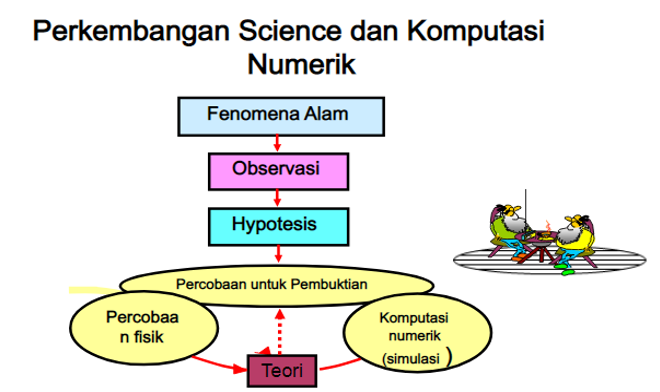 Perkembangan Science dan Komputasi
Numerik
Fenomena Alam
Observasi
Hypotesis
Percobaan untuk Pembuktian
Percobaa
n fisik
Komputasi
numerik
(simulasi )
Teori